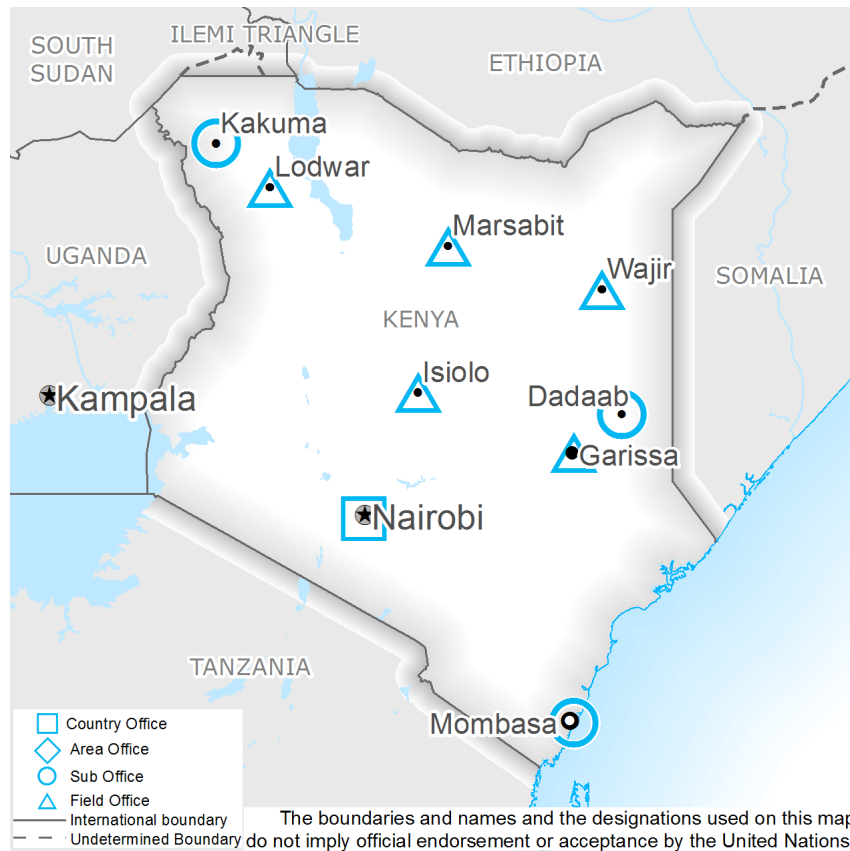 ILEMI TRIANGLE
SOUTH
SUDAN
ETHIOPIA
Kakuma
Lodwar
Marsabit
UGANDA
Wajir
SOMALIA
KENYA
Isiolo
Kampala
Dadaab
Garissa
Nairobi
TANZANIA
Mombasa
Country Office
Area Office
Sub Office
Field Office
International boundary
Undetermined Boundary
The boundaries and names and the designations used on this map
do not imply official endorsement or acceptance by the United Nations